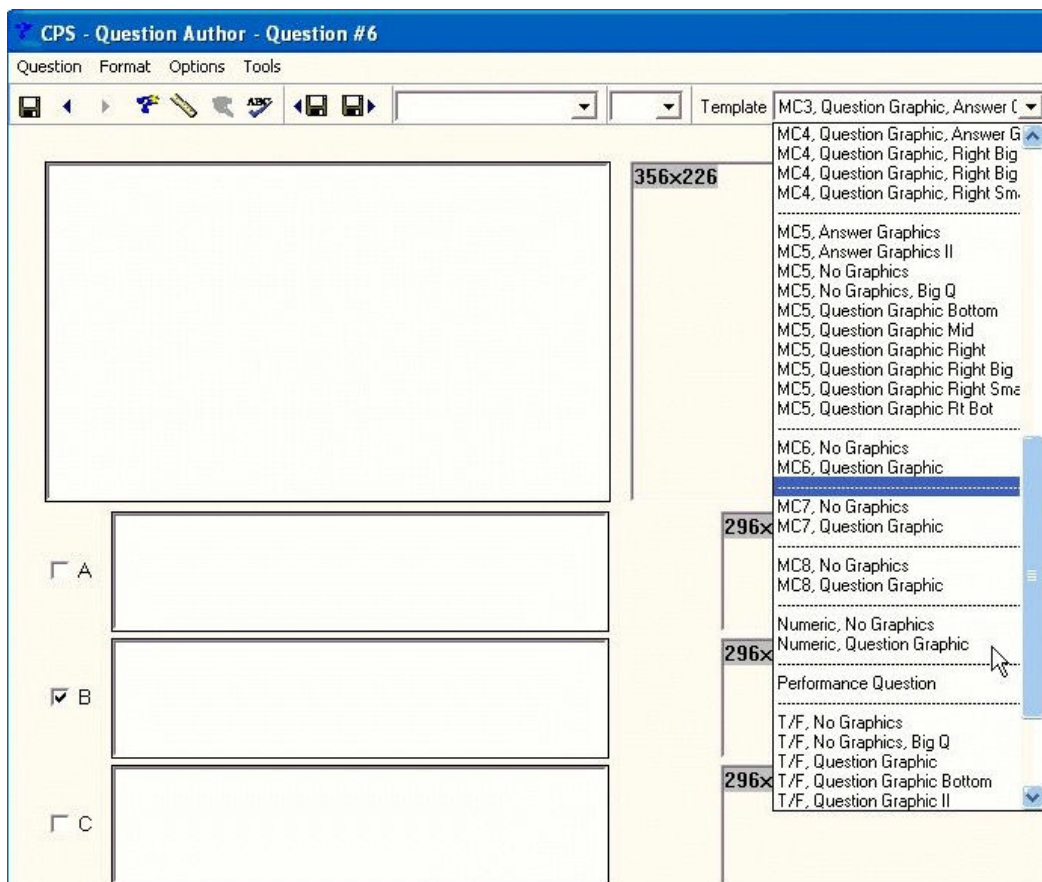 CPS - Question Author - Question #6
Question Format Options Tools
ABC
Template MC3, Question Graphic, Answer (
MC4, Question Graphic, Answer G
MC4, Question Graphic, Right Big
MC4, Question Graphic, Right Big
MC4, Question Graphic, Right Sm
MC5, Answer Graphics
MC5, Answer Graphics II
MC5, No Graphics
MC5, No Graphics, Big Q
MC5, Question Graphic Bottom
MC5, Question Graphic Mid
MC5, Question Graphic Right
MC5, Question Graphic Right Big
MC5, Question Graphic Right Sma
MC5, Question Graphic Rt Bot
MC6, No Graphics
MC6, Question Graphic
MC7, No Graphics
MC7, Question Graphic
MC8, No Graphics
MC8, Question Graphic
Numeric, No Graphics
Numeric, Question Graphic
Performance Question
T/F, No Graphics
T/F, No Graphics, Big Q
T/F, Question Graphic
T/F, Question Graphic Bottom
T/F, Question Graphic II
356x226
296x
A
296x
B
296x
C